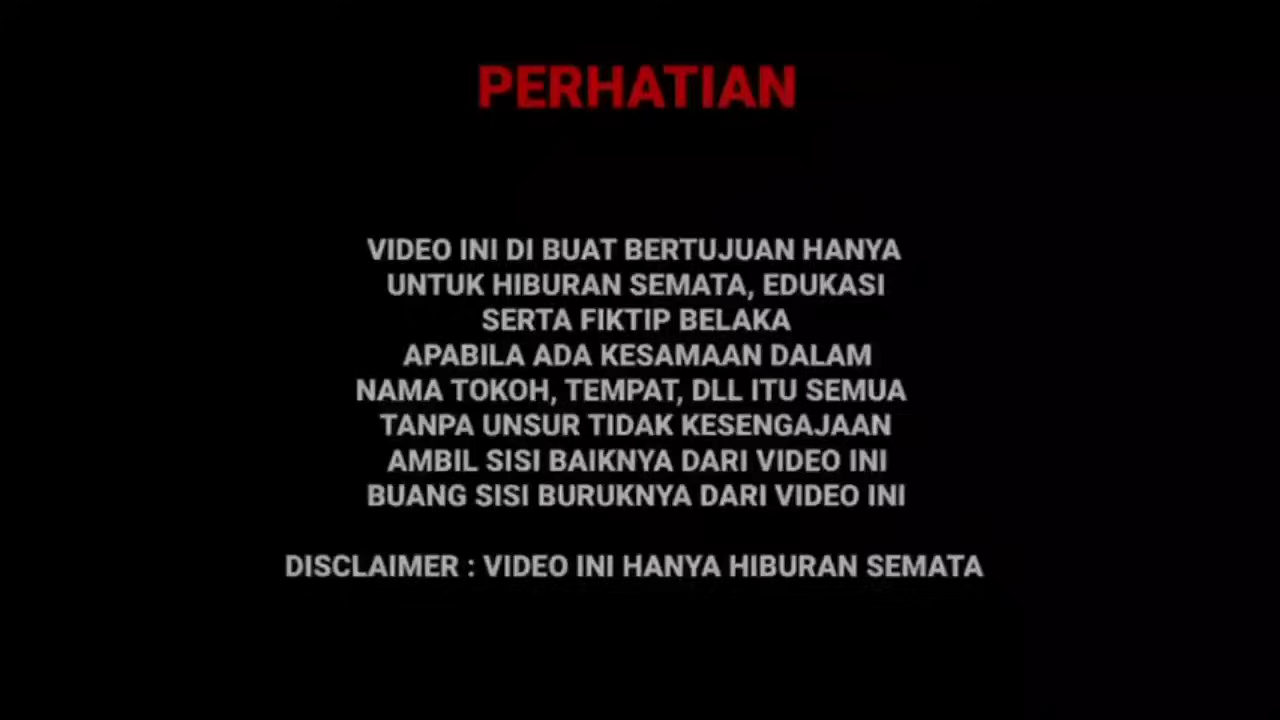 PERHATIAN
VIDEO INI DI BUAT BERTUJUAN HANYA
UNTUK HIBURAN SEMATA, EDUKASI
SERTA FIKTIP BELAKA
APABILA ADA KESAMAAN DALAM
NAMA TOKOH, TEMPAT, DLL ITU SEMUA
TANPA UNSUR TIDAK KESENGAJAAN
AMBIL SISI BAIKNYA DARI VIDEO INI
BUANG SISI BURUKNYA DARI VIDEO INI
DISCLAIMER : VIDEO INI HANYA HIBURAN SEMATA